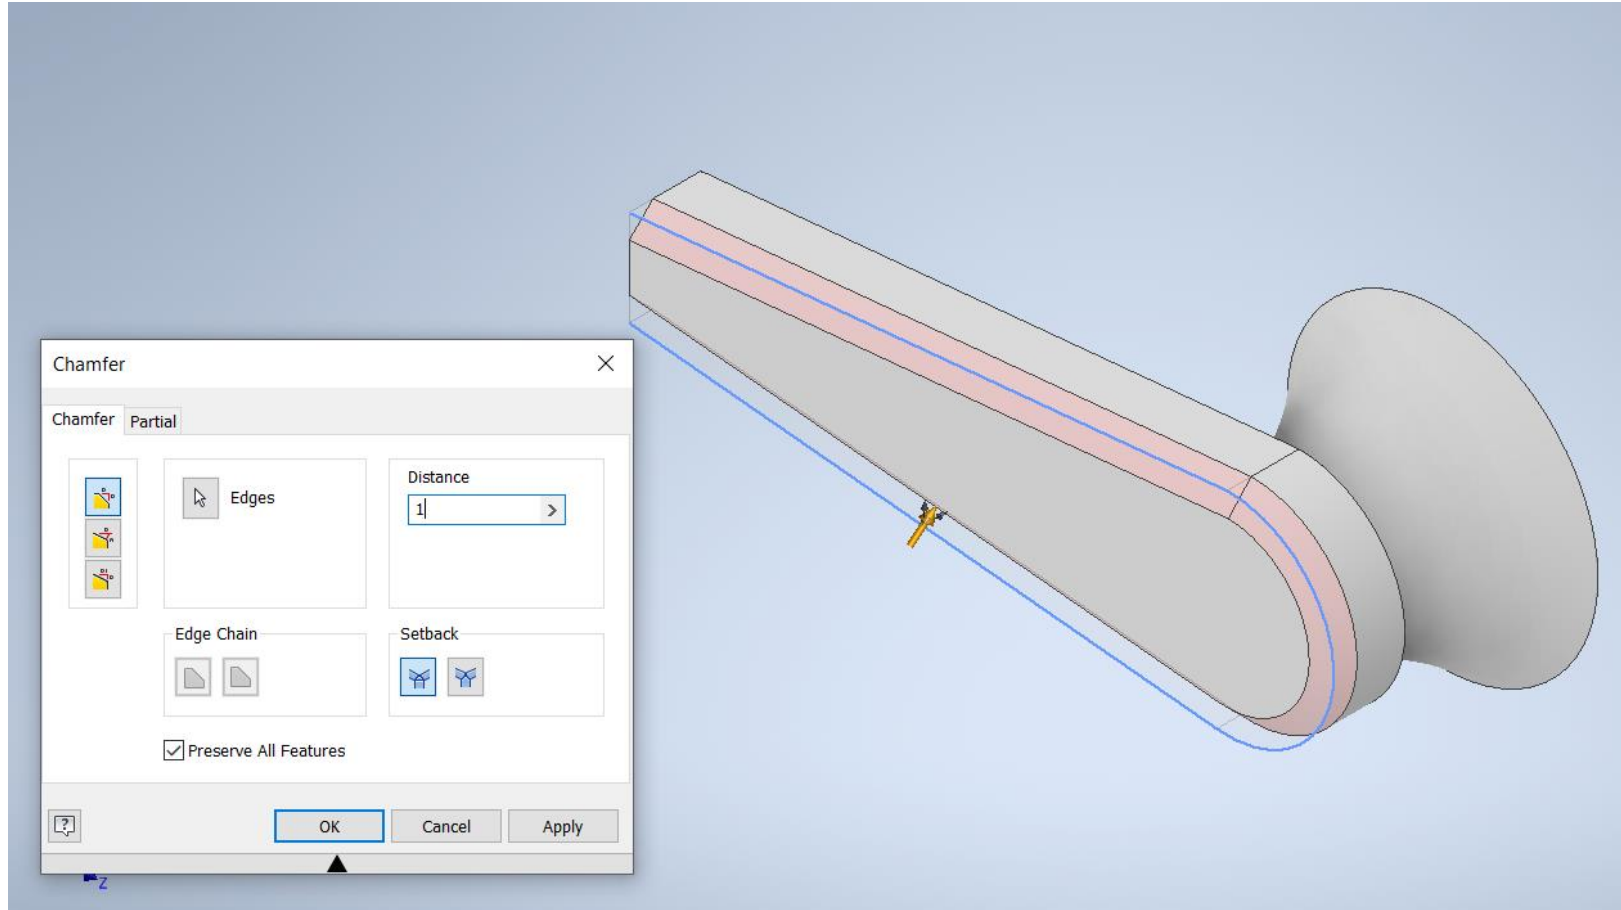 Chamfer
Chamfer Partial
Edges
Distance
1
Edge Chain
Setback
Preserve All Features
OK Cancel Apply
Z